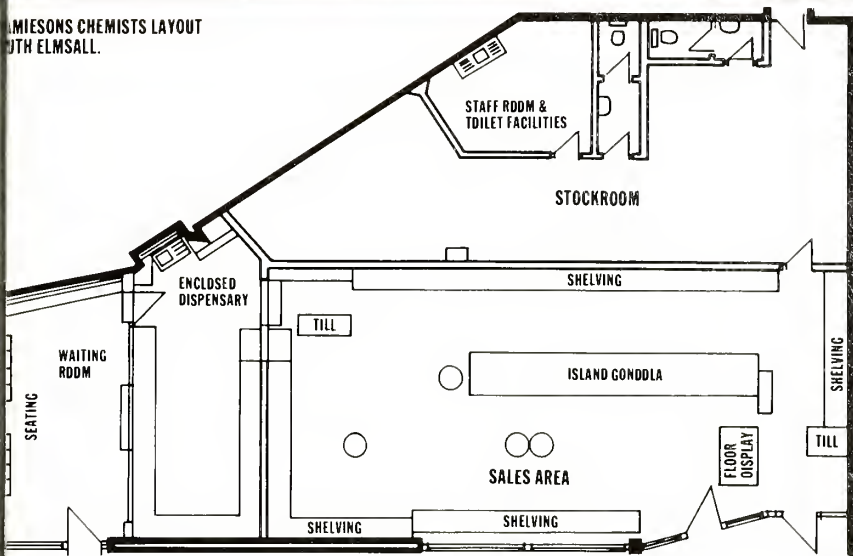 AMIESONS CHEMISTS LAYOUT
UTH ELMSALL.
STAFF ROOM &
TOILET FACILITIES
STOCKROOM
ENCLOSED
DISPENSARY
SHELVING
TILL
WAITING
ROOM
SEATING
ISLAND GONDOLA
SHELVING
TILL
FLOOR
DISPLAY
SALES AREA
SHELVING
SHELVING